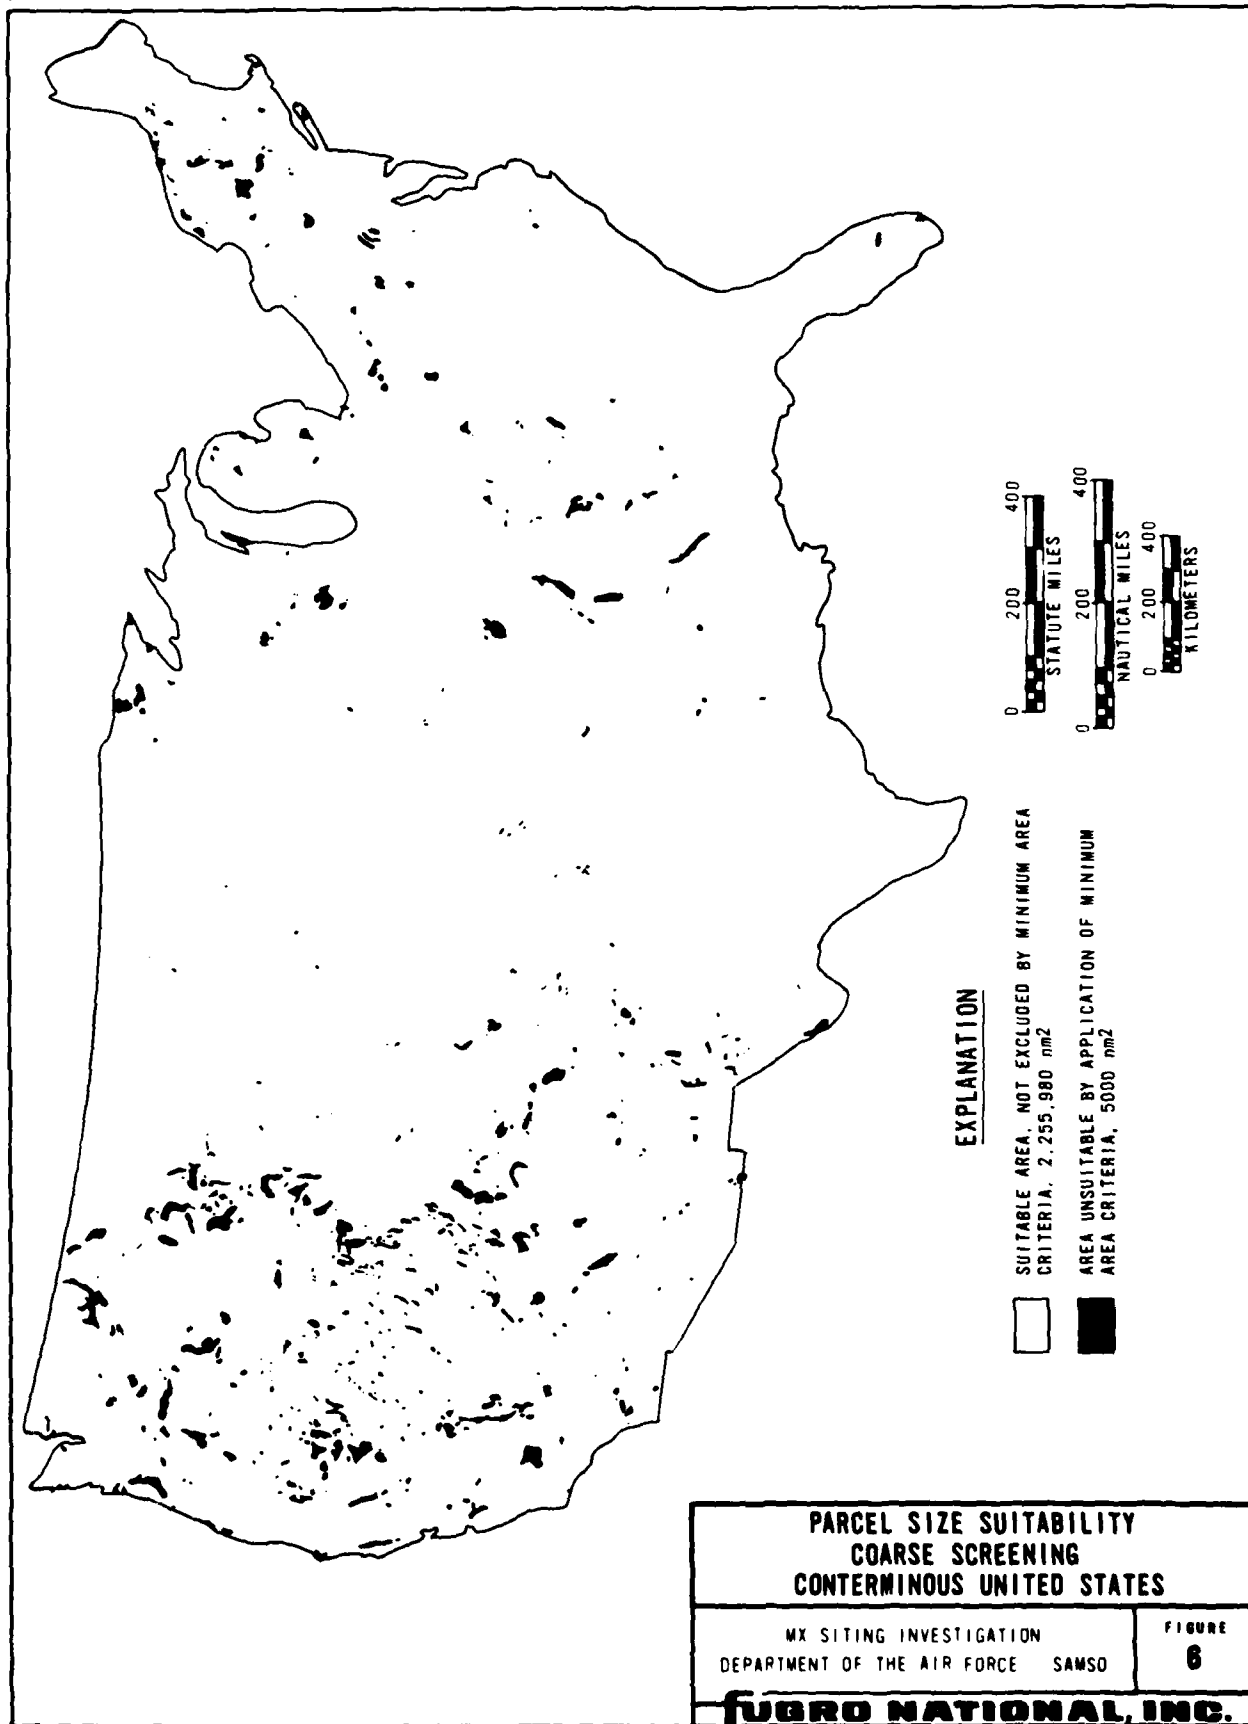 EXPLANATION
SUITABLE AREA, NOT EXCLUDED BY MINIMUM AREA
CRITERIA, 2,255,980 nm2
AREA UNSUITABLE BY APPLICATION OF MINIMUM
AREA CRITERIA, 5000 nm2
0 200 400
STATUTE MILES
0 200 400
NAUTICAL MILES
0 200 400
KILOMETERS
PARCEL SIZE SUITABILITY
COARSE SCREENING
CONTERMINOUS UNITED STATES
MX SITING INVESTIGATION
DEPARTMENT OF THE AIR FORCE SAMSO
FIGURE
6
fUGRO NATIONAL, INC.